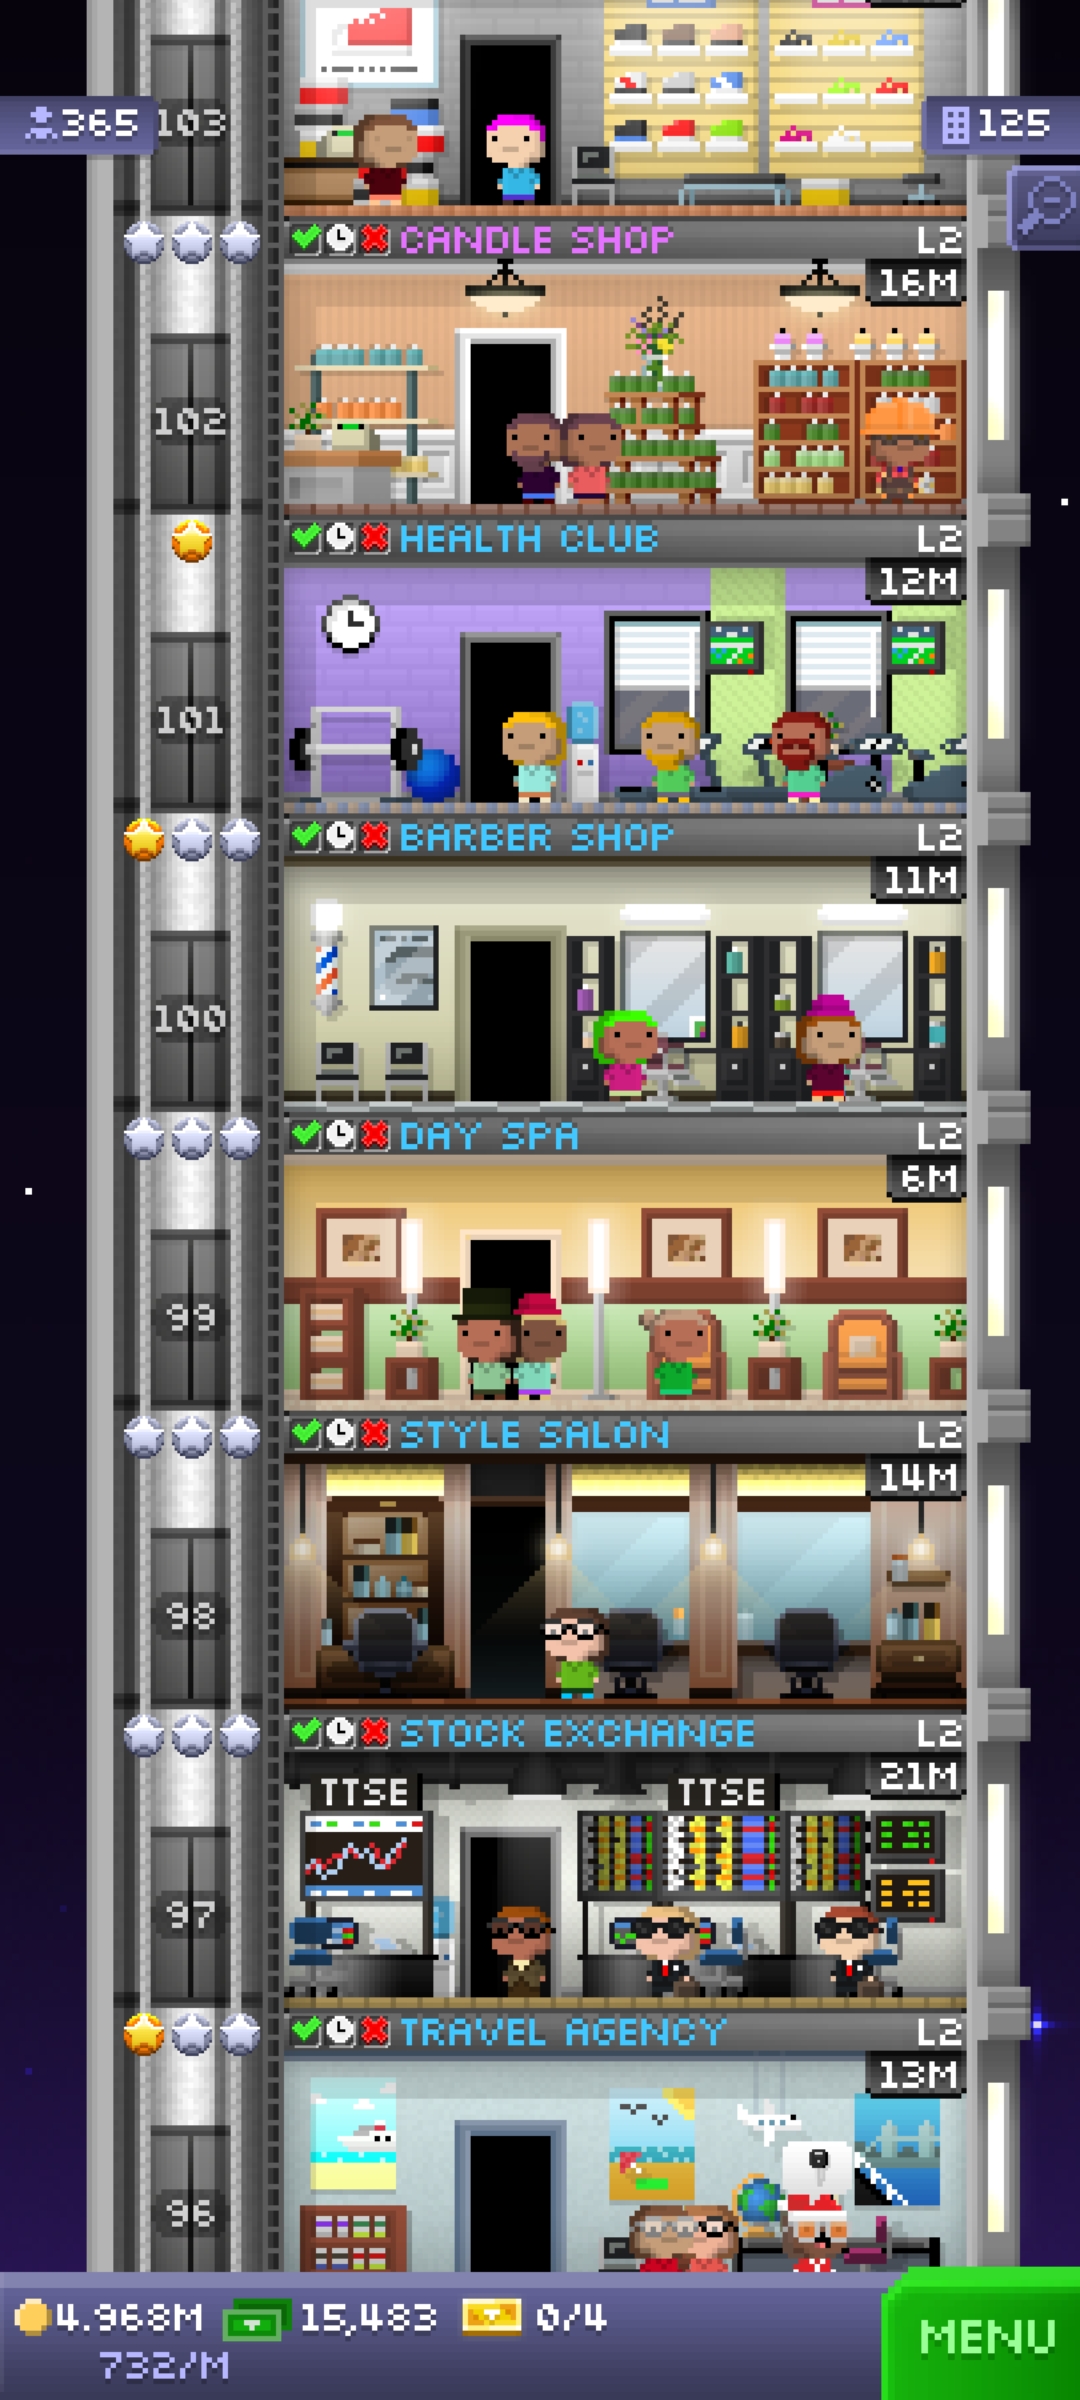 365
103
125
CANDLE SHOP L2
16M
102
HEALTH CLUB L2
12M
101
BARBER SHOP L2
11M
100
DAY SPA L2
6M
99
STYLE SALON L2
14M
98
STOCK EXCHANGE L2
21M
TTSE TTSE
97
TRAVEL AGENCY L2
13M
96
4.968M 15,483 0/4
732/M
MENU